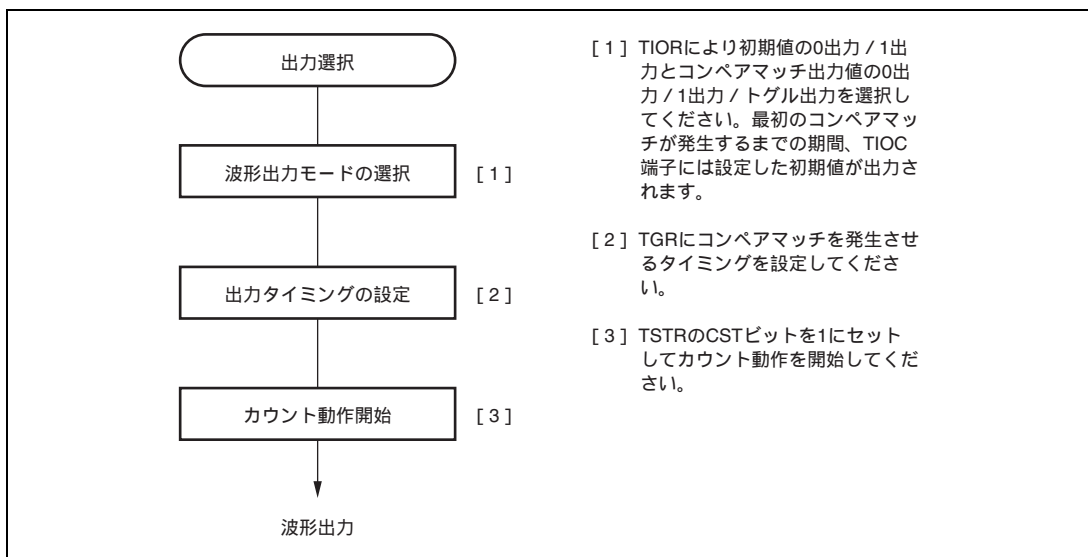 出力選択
波形出力モードの選択 [1]
出力タイミングの設定 [2]
カウント動作開始 [3]
波形出力
[1] TIORにより初期値の0出力 / 1出
力とコンペアマッチ出力値の0出
力 / 1出力 / トグル出力を選択し
てください。最初のコンペアマッ
チが発生するまでの期間、TIOC
端子には設定した初期値が出力さ
れます。
[2] TGRにコンペアマッチを発生させ
るタイミングを設定してくださ
い。
[3] TSTRのCSTビットを1にセット
してカウント動作を開始してくだ
さい。